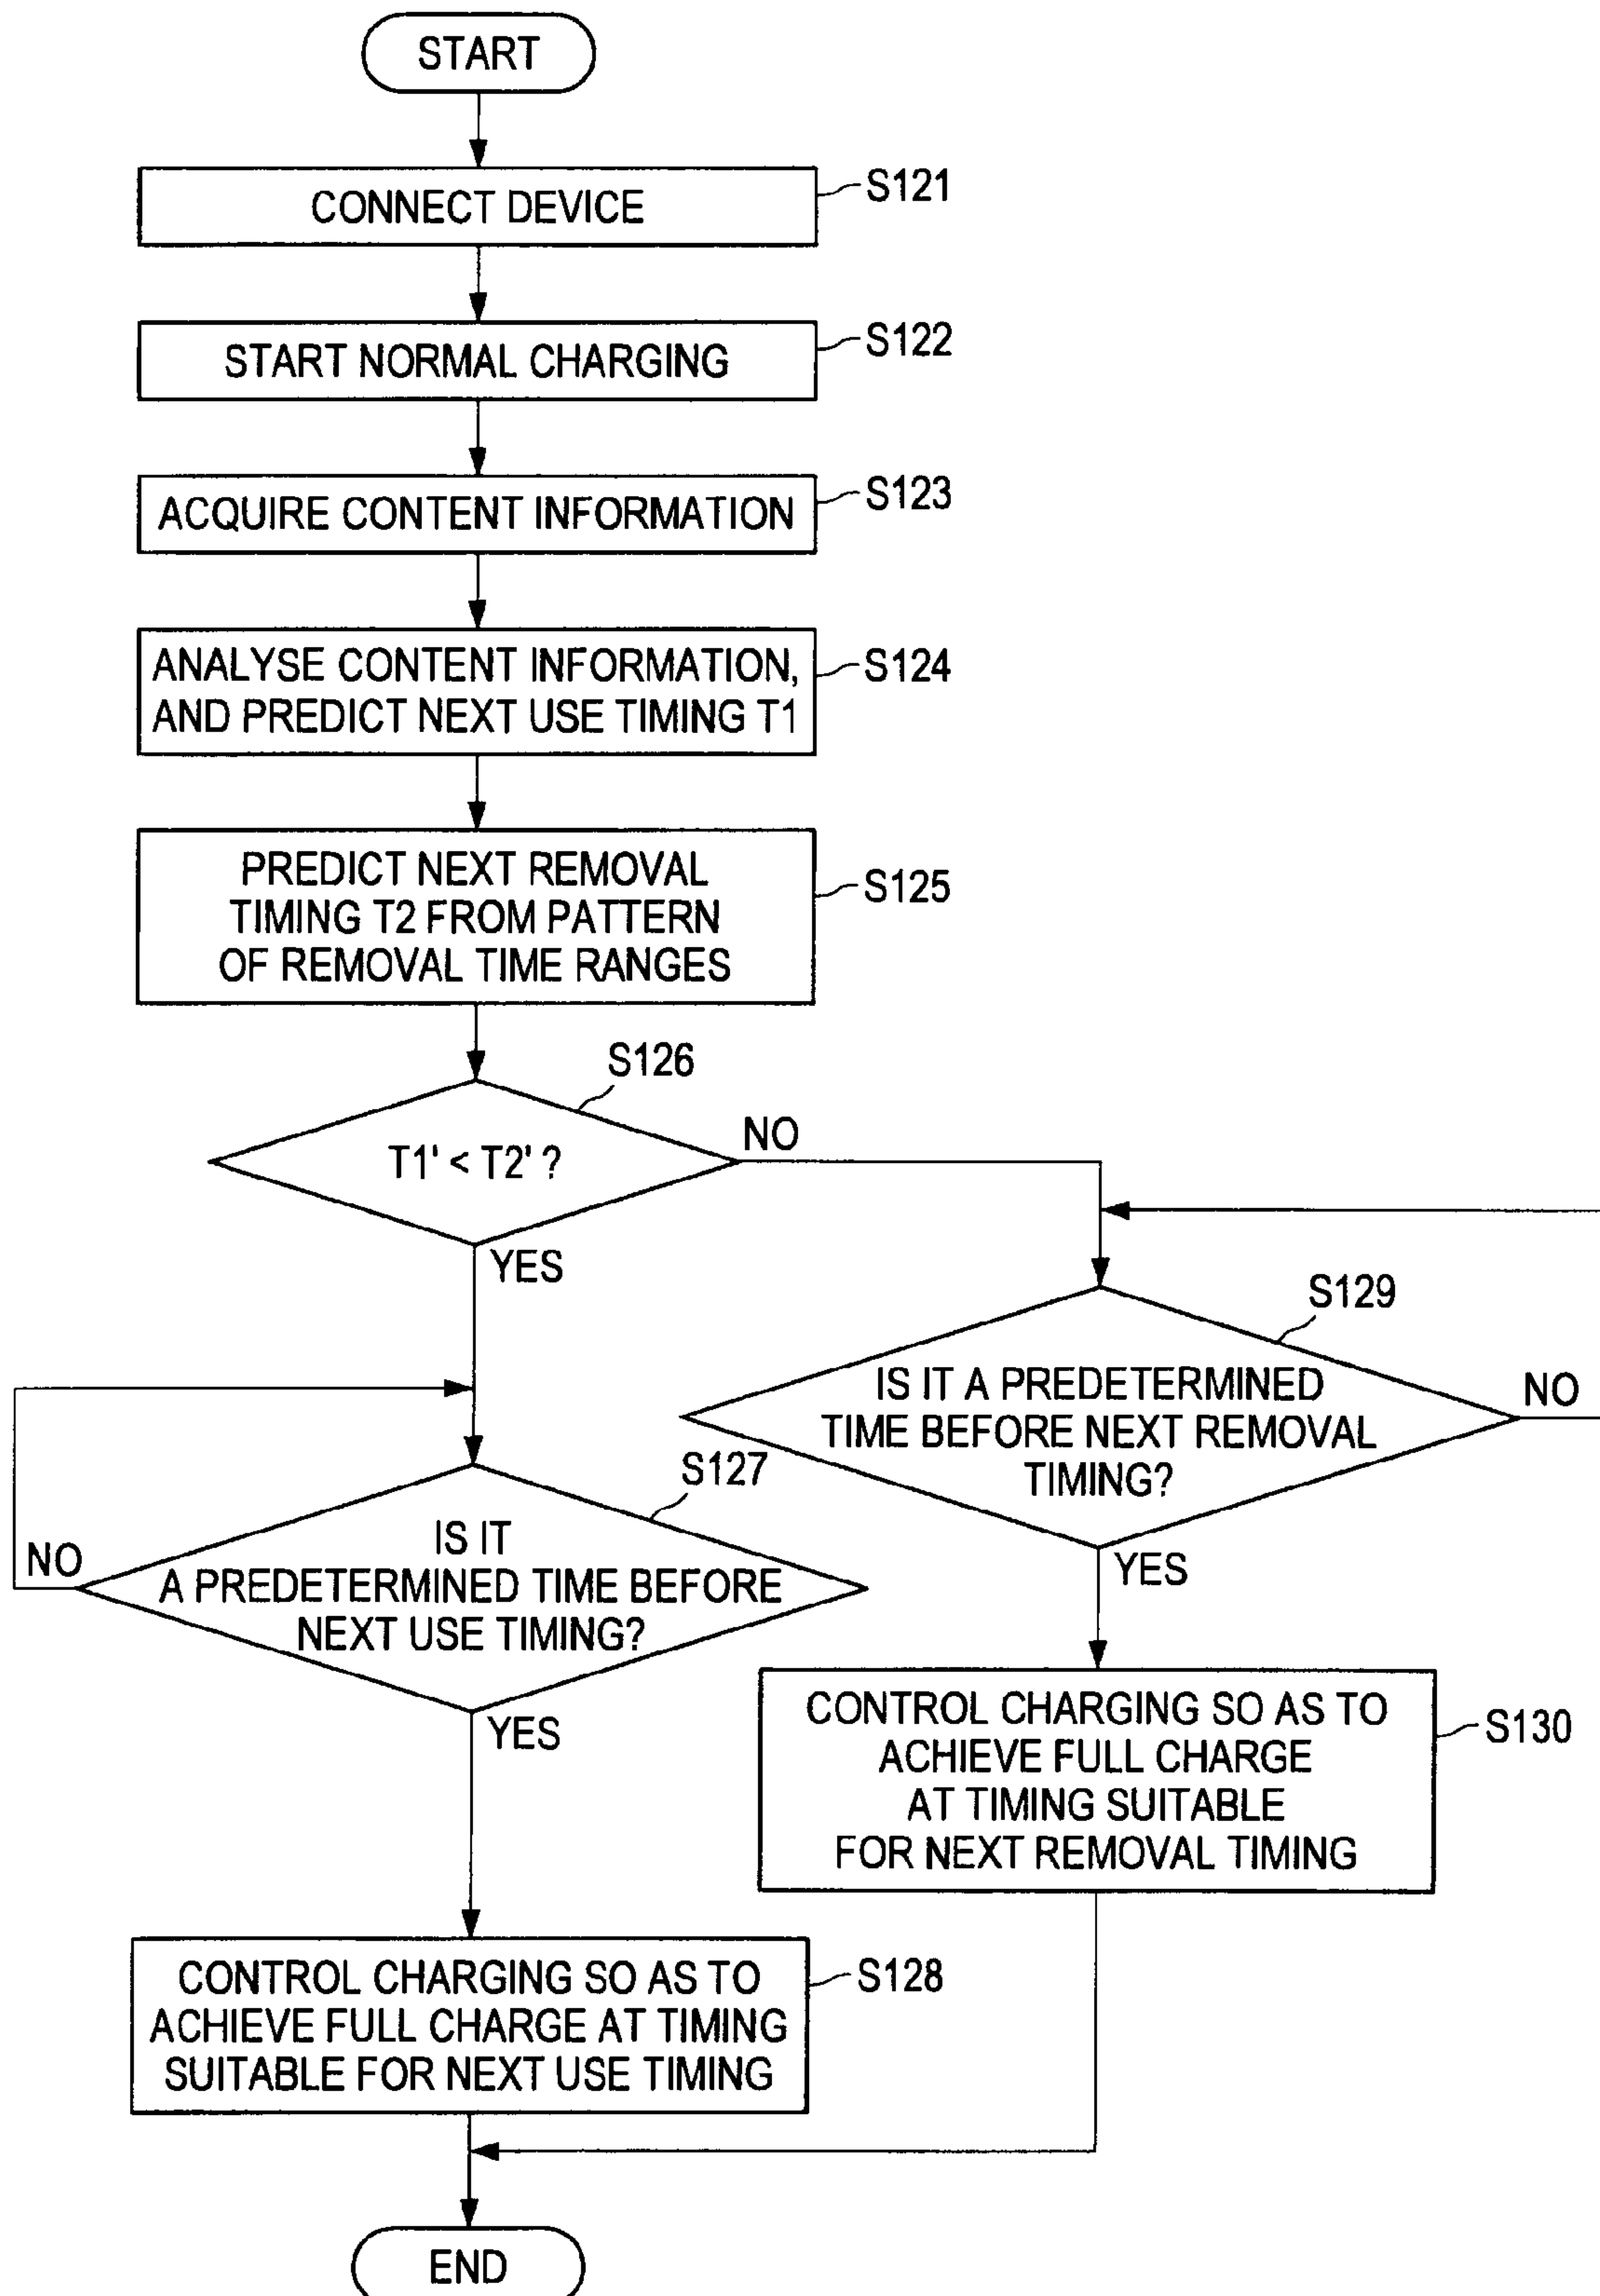 START
CONNECT DEVICE
S121
START NORMAL CHARGING
S122
ACQUIRE CONTENT INFORMATION
S123
ANALYSE CONTENT INFORMATION,
AND PREDICT NEXT USE TIMING T1
S124
PREDICT NEXT REMOVAL
TIMING T2 FROM PATTERN
OF REMOVAL TIME RANGES
S125
S126
T1' < T2' ?
NO
YES
S129
IS IT A PREDETERMINED
TIME BEFORE NEXT REMOVAL
TIMING?
NO
YES
S127
IS IT
A PREDETERMINED TIME BEFORE
NEXT USE TIMING?
NO
YES
CONTROL CHARGING SO AS TO
ACHIEVE FULL CHARGE
AT TIMING SUITABLE
FOR NEXT REMOVAL TIMING
S130
CONTROL CHARGING SO AS TO
ACHIEVE FULL CHARGE AT TIMING
SUITABLE FOR NEXT USE TIMING
S128
END